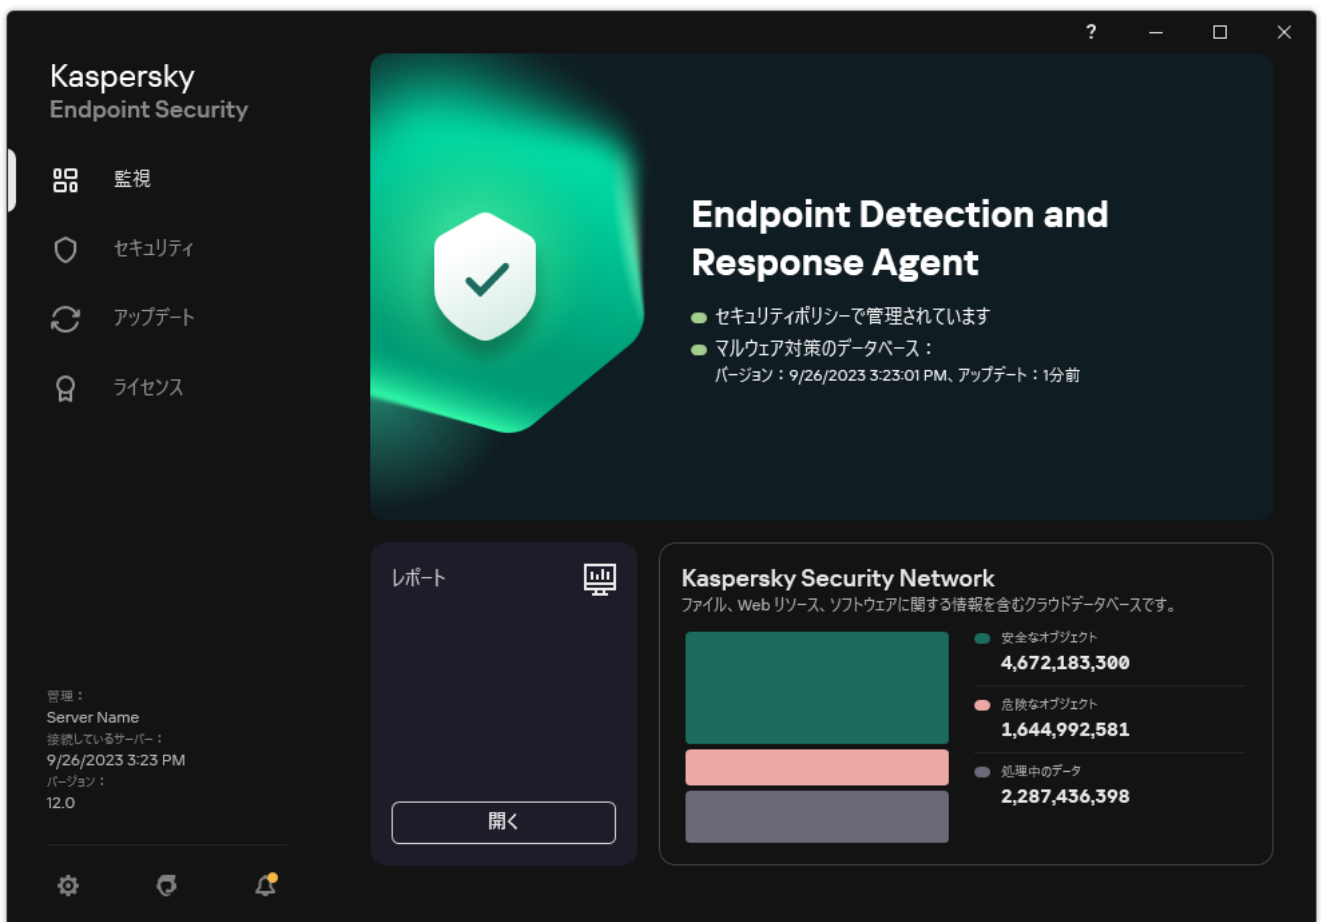 ?
Kaspersky
Endpoint Security
監視
セキュリティ
アップデート
ライセンス
Endpoint Detection and
Response Agent
セキュリティポリシーで管理されています
マルウェア対策のデータベース：
バージョン：9/26/2023 3:23:01 PM、アップデート：1分前
レポート
開く
Kaspersky Security Network
ファイル、Web リソース、ソフトウェアに関する情報を含むクラウドデータベースです。
安全なオブジェクト
4,672,183,300
危険なオブジェクト
1,644,992,581
処理中のデータ
2,287,436,398
管理：
Server Name
接続しているサーバー：
9/26/2023 3:23 PM
バージョン：
12.0